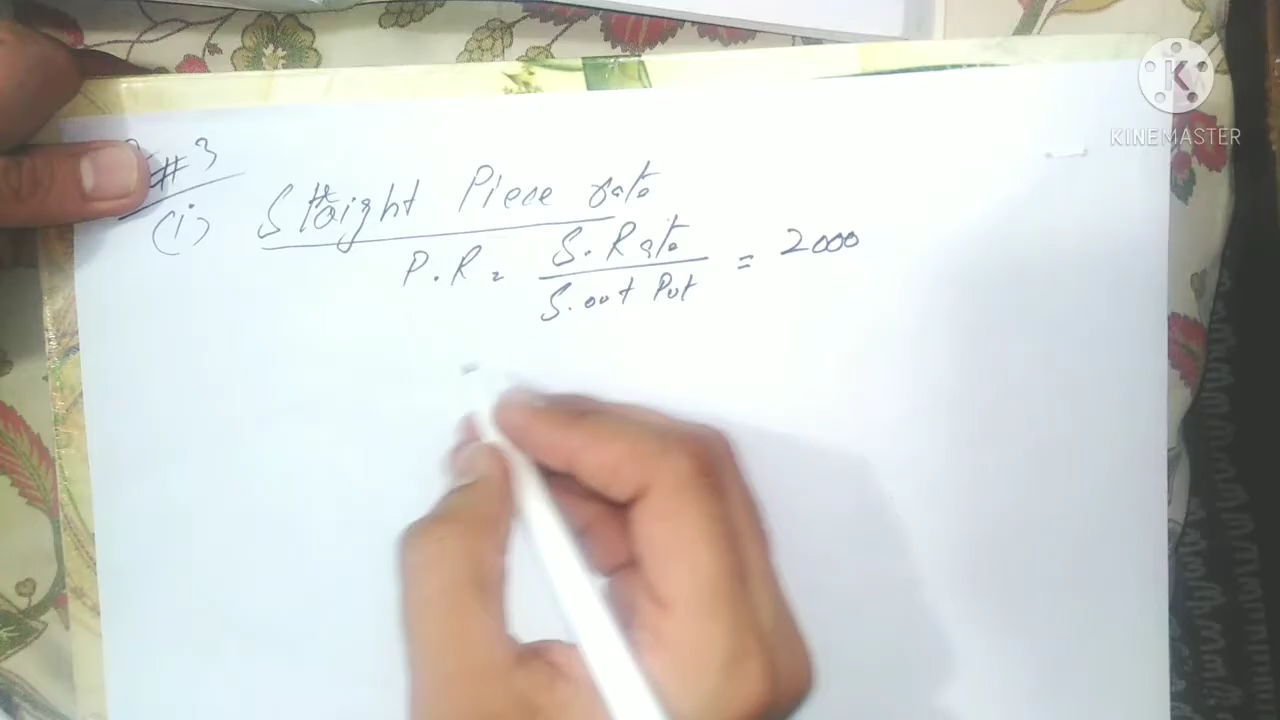 #3
(i) Straight Piece rate
P.R = S.Rate / S.out Put = 2000
K
KINEMASTER